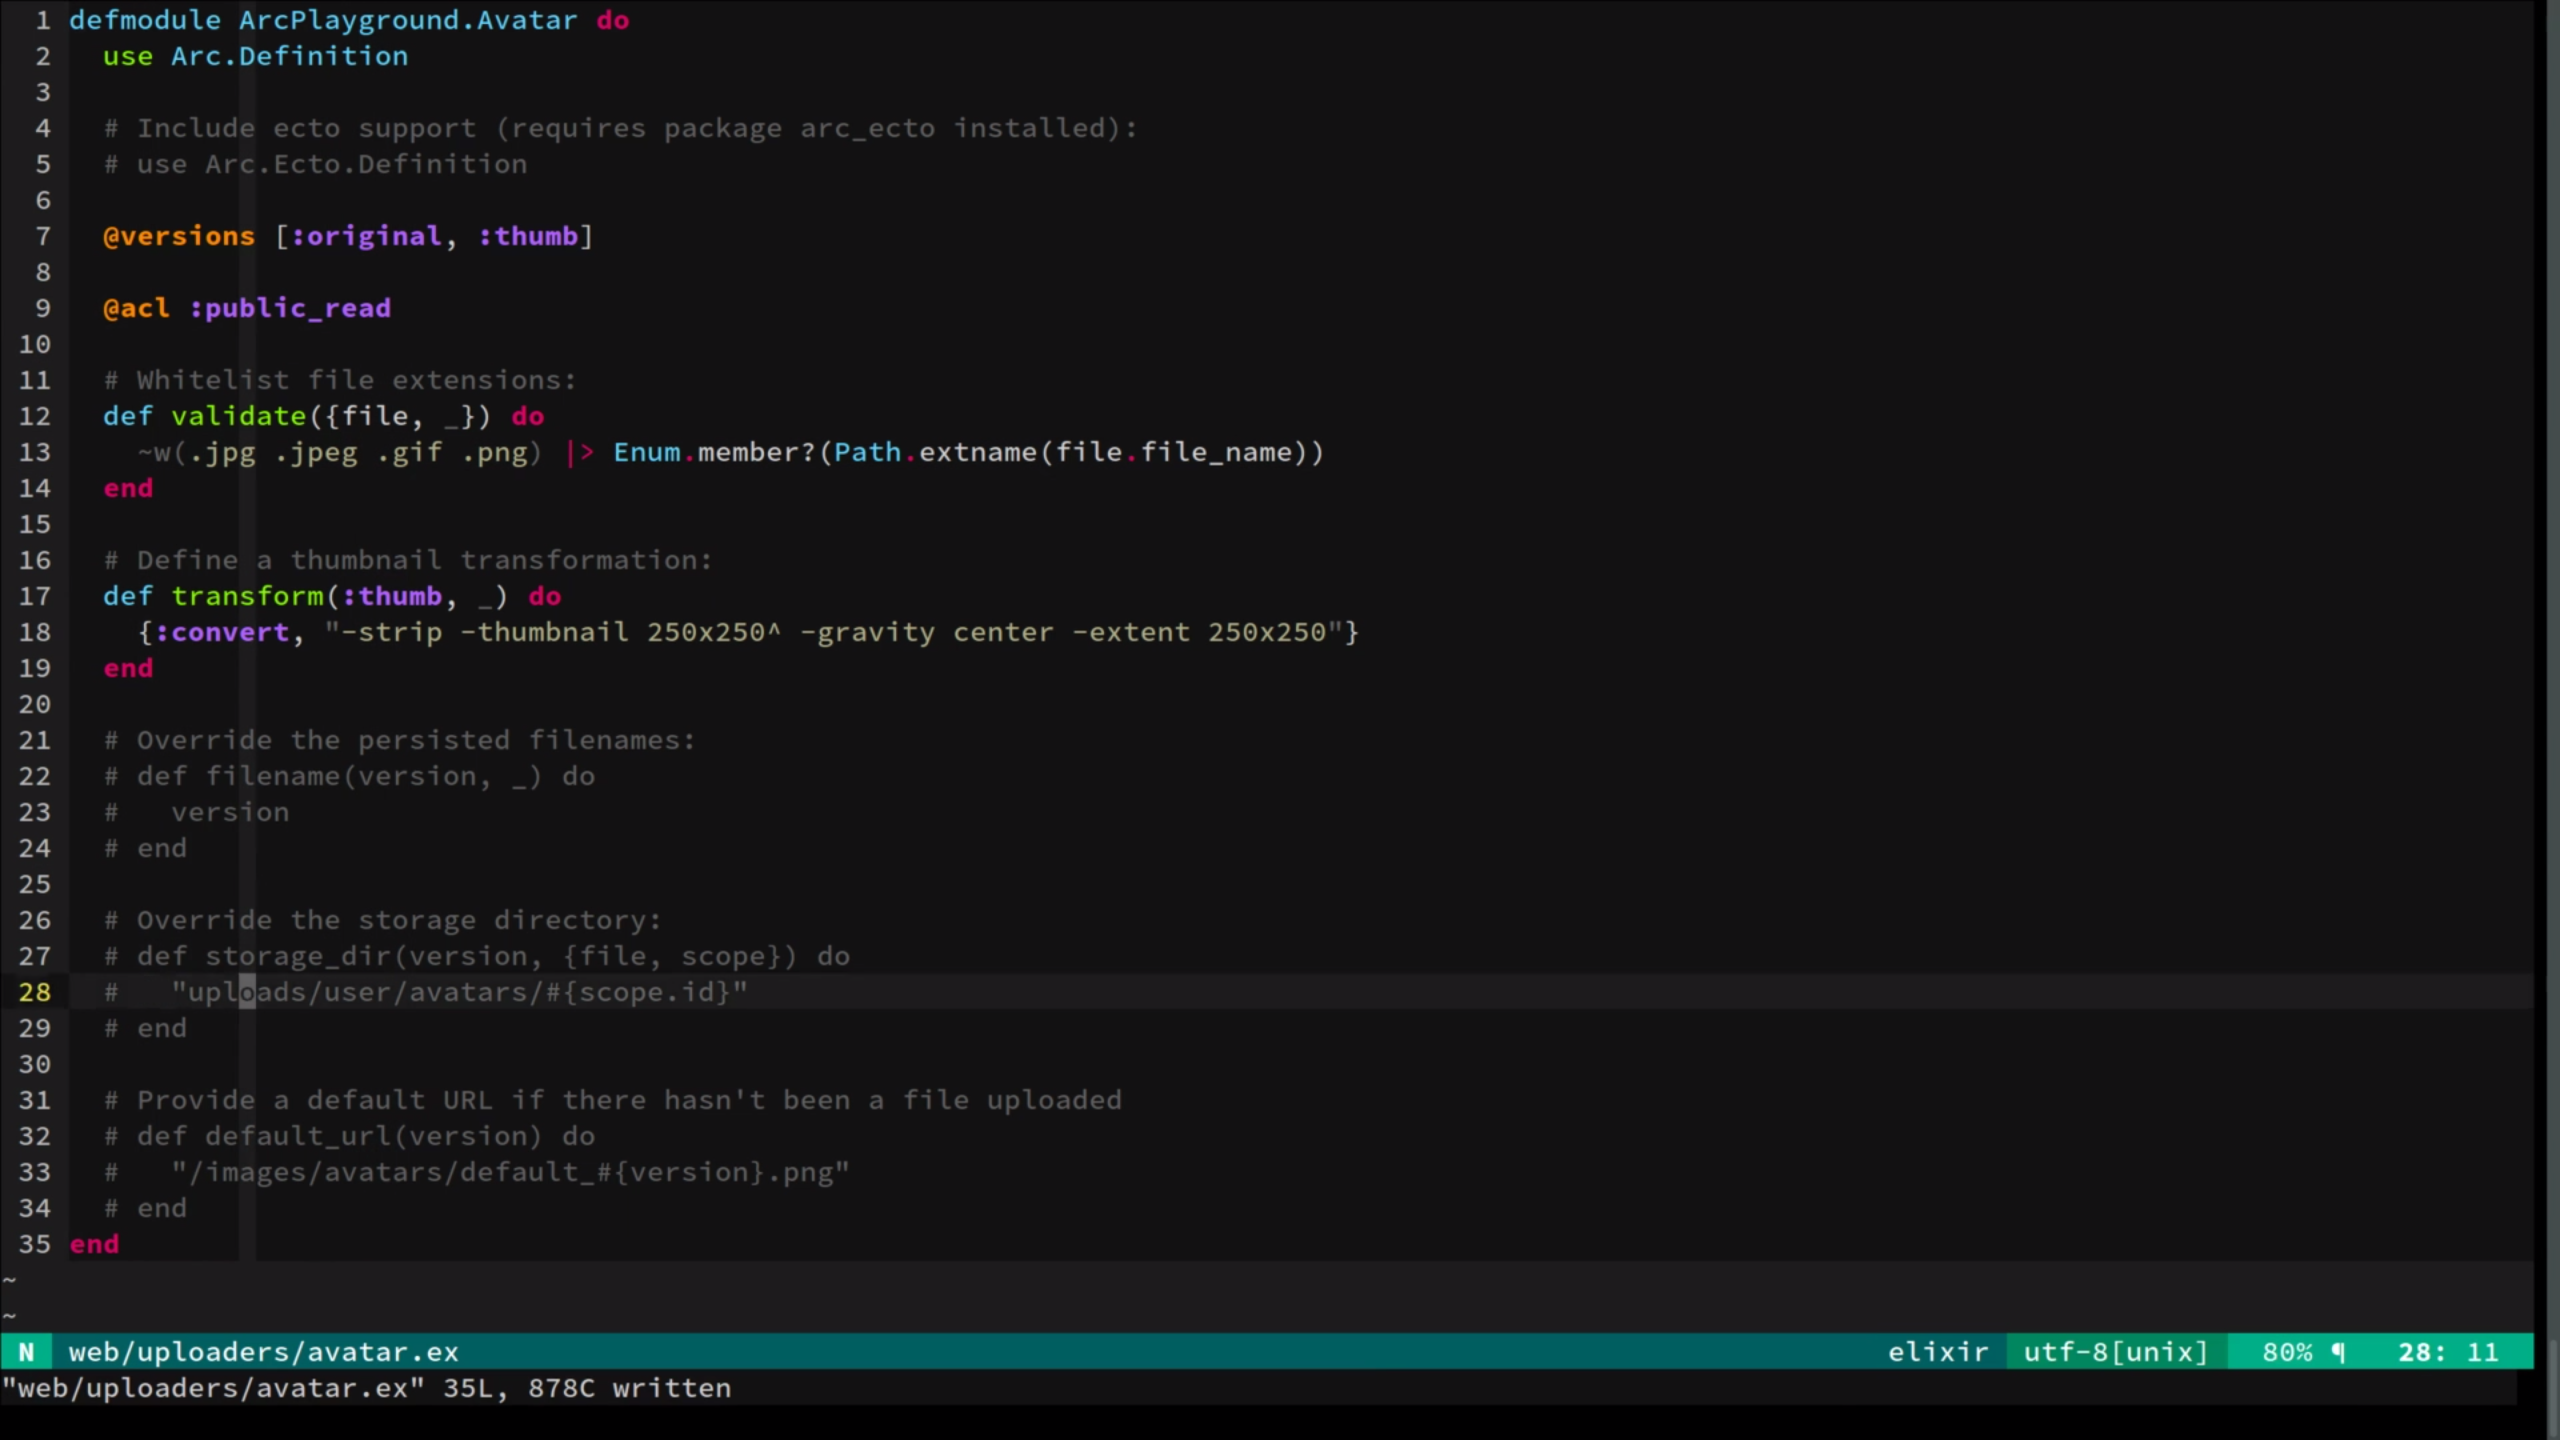 1 defmodule ArcPlayground.Avatar do
2   use Arc.Definition
3
4   # Include ecto support (requires package arc_ecto installed):
5   # use Arc.Ecto.Definition
6
7   @versions [:original, :thumb]
8
9   @acl :public_read
10
11   # Whitelist file extensions:
12   def validate({file, _}) do
13     ~w(.jpg .jpeg .gif .png) |> Enum.member?(Path.extname(file.file_name))
14   end
15
16   # Define a thumbnail transformation:
17   def transform(:thumb, _) do
18     {:convert, "-strip -thumbnail 250x250^ -gravity center -extent 250x250"}
19   end
20
21   # Override the persisted filenames:
22   # def filename(version, _) do
23   #   version
24   # end
25
26   # Override the storage directory:
27   # def storage_dir(version, {file, scope}) do
28   #   "uploads/user/avatars/#{scope.id}"
29   # end
30
31   # Provide a default URL if there hasn't been a file uploaded
32   # def default_url(version) do
33   #   "/images/avatars/default_#{version}.png"
34   # end
35 end
~
~
N web/uploaders/avatar.ex elixir utf-8[unix] 80% ¶ 28: 11
"web/uploaders/avatar.ex" 35L, 878C written